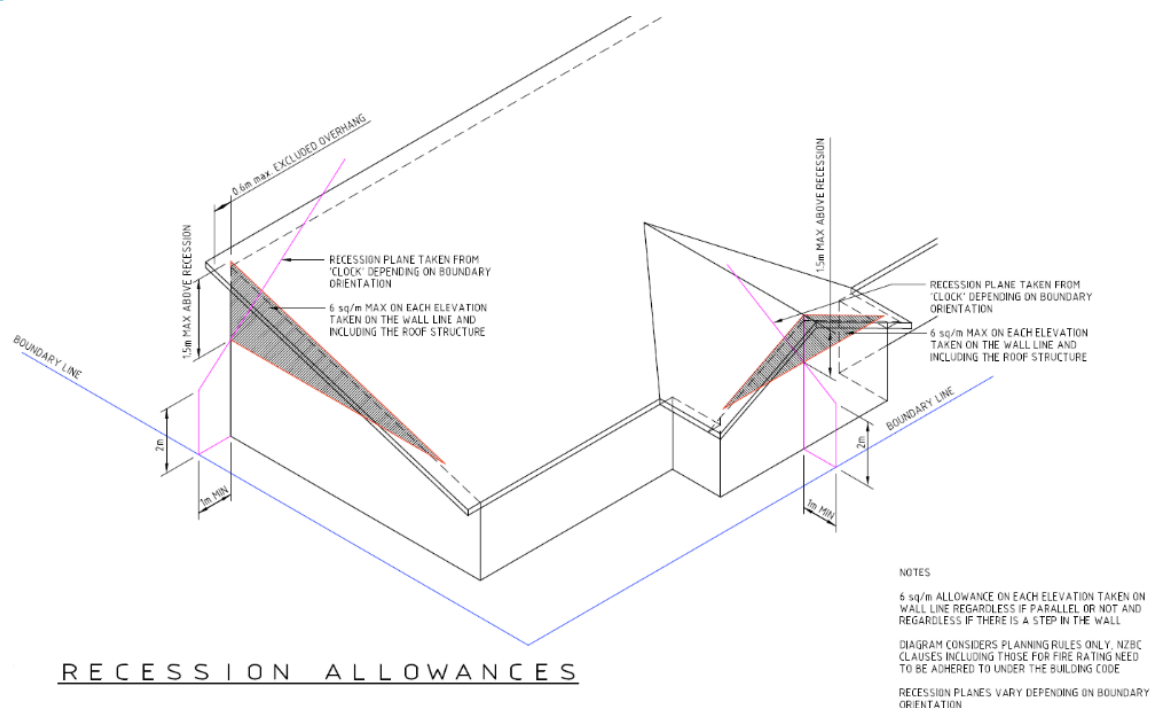 0.6m max. EXCLUDED OVERHANG
1.5m MAX ABOVE RECESSION
RECESSION PLANE TAKEN FROM
'CLOCK' DEPENDING ON BOUNDARY
ORIENTATION
6 sq/m MAX ON EACH ELEVATION
TAKEN ON THE WALL LINE AND
INCLUDING THE ROOF STRUCTURE
BOUNDARY LINE
2m
1m MIN
1.5m MAX ABOVE RECESSION
RECESSION PLANE TAKEN FROM
'CLOCK' DEPENDING ON BOUNDARY
ORIENTATION
6 sq/m MAX ON EACH ELEVATION
TAKEN ON THE WALL LINE AND
INCLUDING THE ROOF STRUCTURE
BOUNDARY LINE
2m
1m MIN
RECESSION ALLOWANCES
NOTES
6 sq/m ALLOWANCE ON EACH ELEVATION TAKEN ON
WALL LINE REGARDLESS IF PARALLEL OR NOT AND
REGARDLESS IF THERE IS A STEP IN THE WALL
DIAGRAM CONSIDERS PLANNING RULES ONLY, NZBC
CLAUSES INCLUDING THOSE FOR FIRE RATING NEED
TO BE ADHERED TO UNDER THE BUILDING CODE
RECESSION PLANES VARY DEPENDING ON BOUNDARY
ORIENTATION